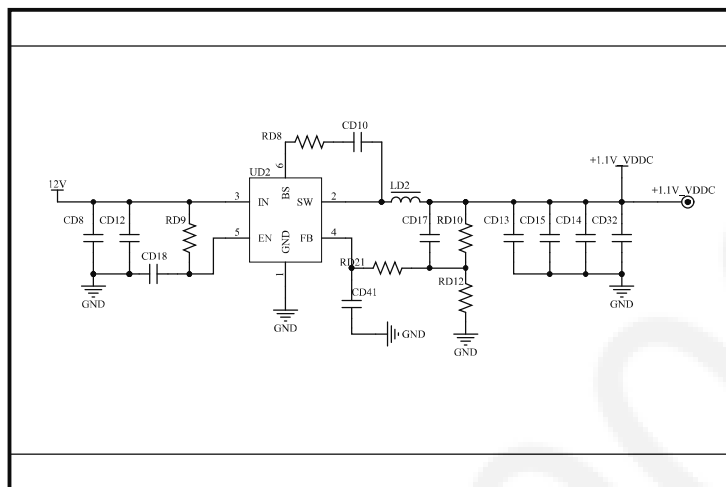 RD8
CD10
UD2
6
BS
LD2
+1.1V_VDDC
+1.1V_VDDC
12V
3
IN
SW
2
CD8
CD12
RD9
CD17
RD10
CD13
CD15
CD14
CD32
5
EN
GND
FB
4
CD18
RD21
1
CD41
RD12
GND
GND
GND
GND
GND